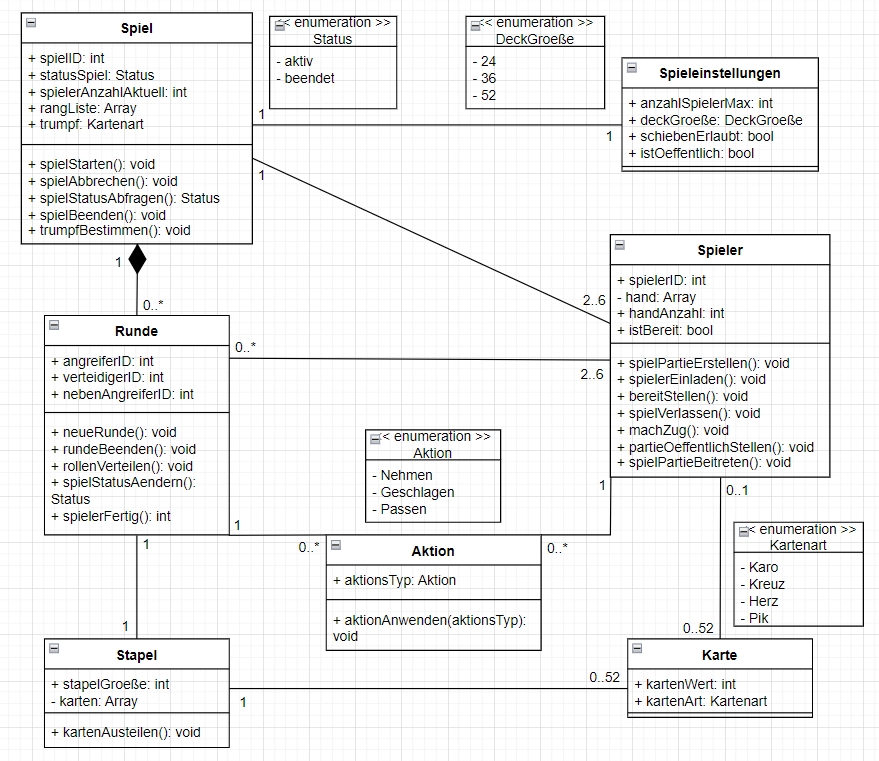 Spiel
+ spielID: int
+ statusSpiel: Status
+ spielerAnzahlAktuell: int
+ rangListe: Array
+ trumpf: Kartenart
+ spielStarten(): void
+ spielAbbrechen(): void
+ spielStatusAbfragen(): Status
+ spielBeenden(): void
+ trumpfBestimmen(): void
< enumeration >>
Status
- aktiv
- beendet
< enumeration >>
DeckGroeße
- 24
- 36
- 52
Spieleinstellungen
+ anzahlSpielerMax: int
+ deckGroeße: DeckGroeße
+ schiebenErlaubt: bool
+ istOeffentlich: bool
1
1
1
2..6
1
0..*
Spieler
+ spielerID: int
- hand: Array
+ handAnzahl: int
+ istBereit: bool
+ spielPartieErstellen(): void
+ spielerEinladen(): void
+ bereitStellen(): void
+ spielVerlassen(): void
+ machZug(): void
+ partieOeffentlichStellen(): void
+ spielPartieBeitreten(): void
Runde
+ angreiferID: int
+ verteidigerID: int
+ nebenAngreiferID: int
+ neueRunde(): void
+ rundeBeenden(): void
+ rollenVerteilen(): void
+ spielStatusAendern():
Status
+ spielerFertig(): int
0..*
2..6
< enumeration >>
Aktion
- Nehmen
- Geschlagen
- Passen
1
0..1
1
0..*
0..*
1
Aktion
+ aktionsTyp: Aktion
+ aktionAnwenden(aktionsTyp):
void
< enumeration >>
Kartenart
- Karo
- Kreuz
- Herz
- Pik
1
0..52
Stapel
+ stapelGroeße: int
- karten: Array
+ kartenAusteilen(): void
1
0..52
Karte
+ kartenWert: int
+ kartenArt: Kartenart